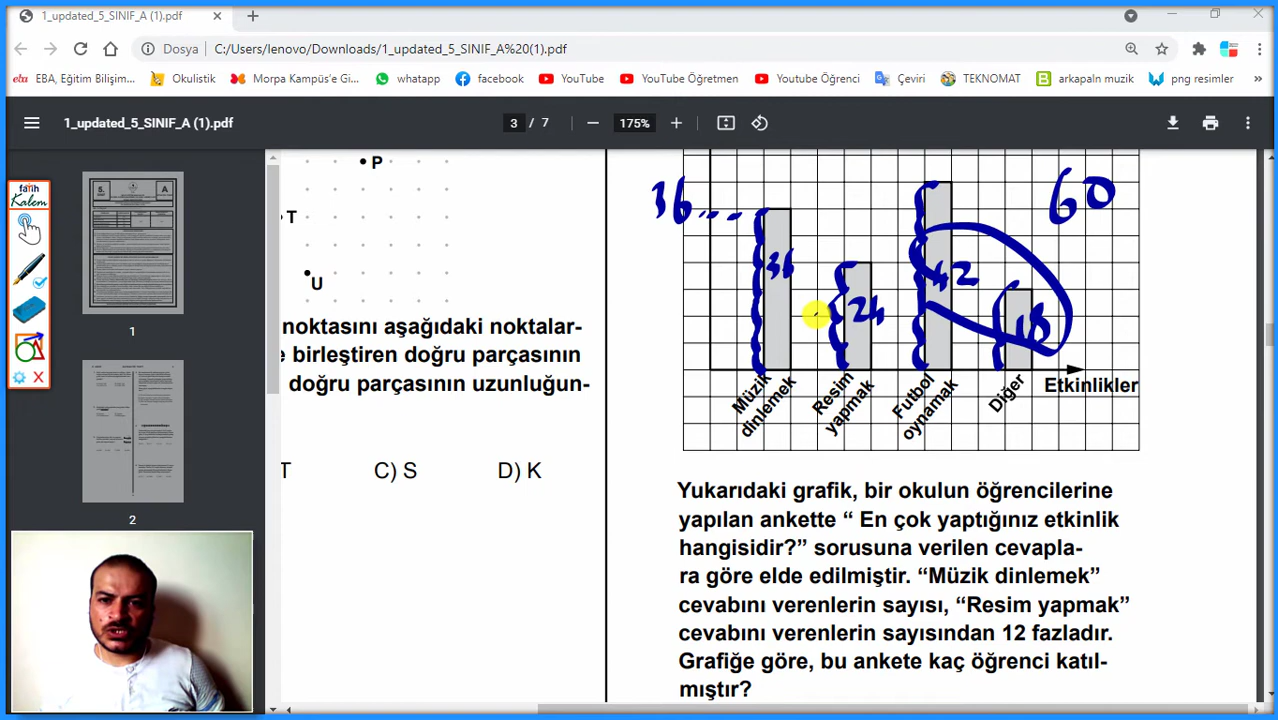 1_updated_5_SINIF_A (1).pdf
Dosya
C:/Users/lenovo/Downloads/1_updated_5_SINIF_A%20(1).pdf
eba EBA, Eğitim Bilişim...
Okulistik
Morpa Kampüs'e Gi...
whatapp
facebook
YouTube
YouTube Öğretmen
Youtube Öğrenci
Çeviri
TEKNOMAT
arkapaln muzik
png resimler
1_updated_5_SINIF_A (1).pdf
3 / 7
175%
fatih
Kalem
5.
A
1
2
P
T
U
noktasını aşağıdaki noktalar-
e birleştiren doğru parçasının
doğru parçasının uzunluğun-
T
C) S
D) K
36
60
36
24
42
18
Müzik dinlemek
Resim yapmak
Futbol oynamak
Diğer
Etkinlikler
Yukarıdaki grafik, bir okulun öğrencilerine
yapılan ankette “ En çok yaptığınız etkinlik
hangisidir?” sorusuna verilen cevapla-
ra göre elde edilmiştir. “Müzik dinlemek”
cevabını verenlerin sayısı, “Resim yapmak”
cevabını verenlerin sayısından 12 fazladır.
Grafiğe göre, bu ankete kaç öğrenci katıl-
mıştır?